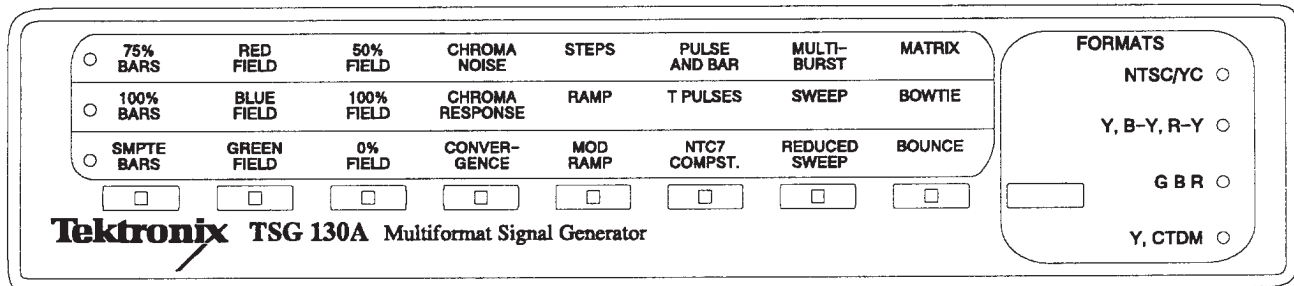 75% RED 50% CHROMA STEPS PULSE MULTI- MATRIX
BARS FIELD FIELD NOISE AND BAR BURST
100% BLUE 100% CHROMA RAMP T PULSES SWEEP BOWTIE
BARS FIELD FIELD RESPONSE
SMPTE GREEN 0% CONVER- MOD NTC7 REDUCED BOUNCE
BARS FIELD FIELD GENCE RAMP COMPST. SWEEP
FORMATS
NTSC/YC
Y, B-Y, R-Y
G B R
Y, CTDM
Tektronix TSG 130A Multiformat Signal Generator